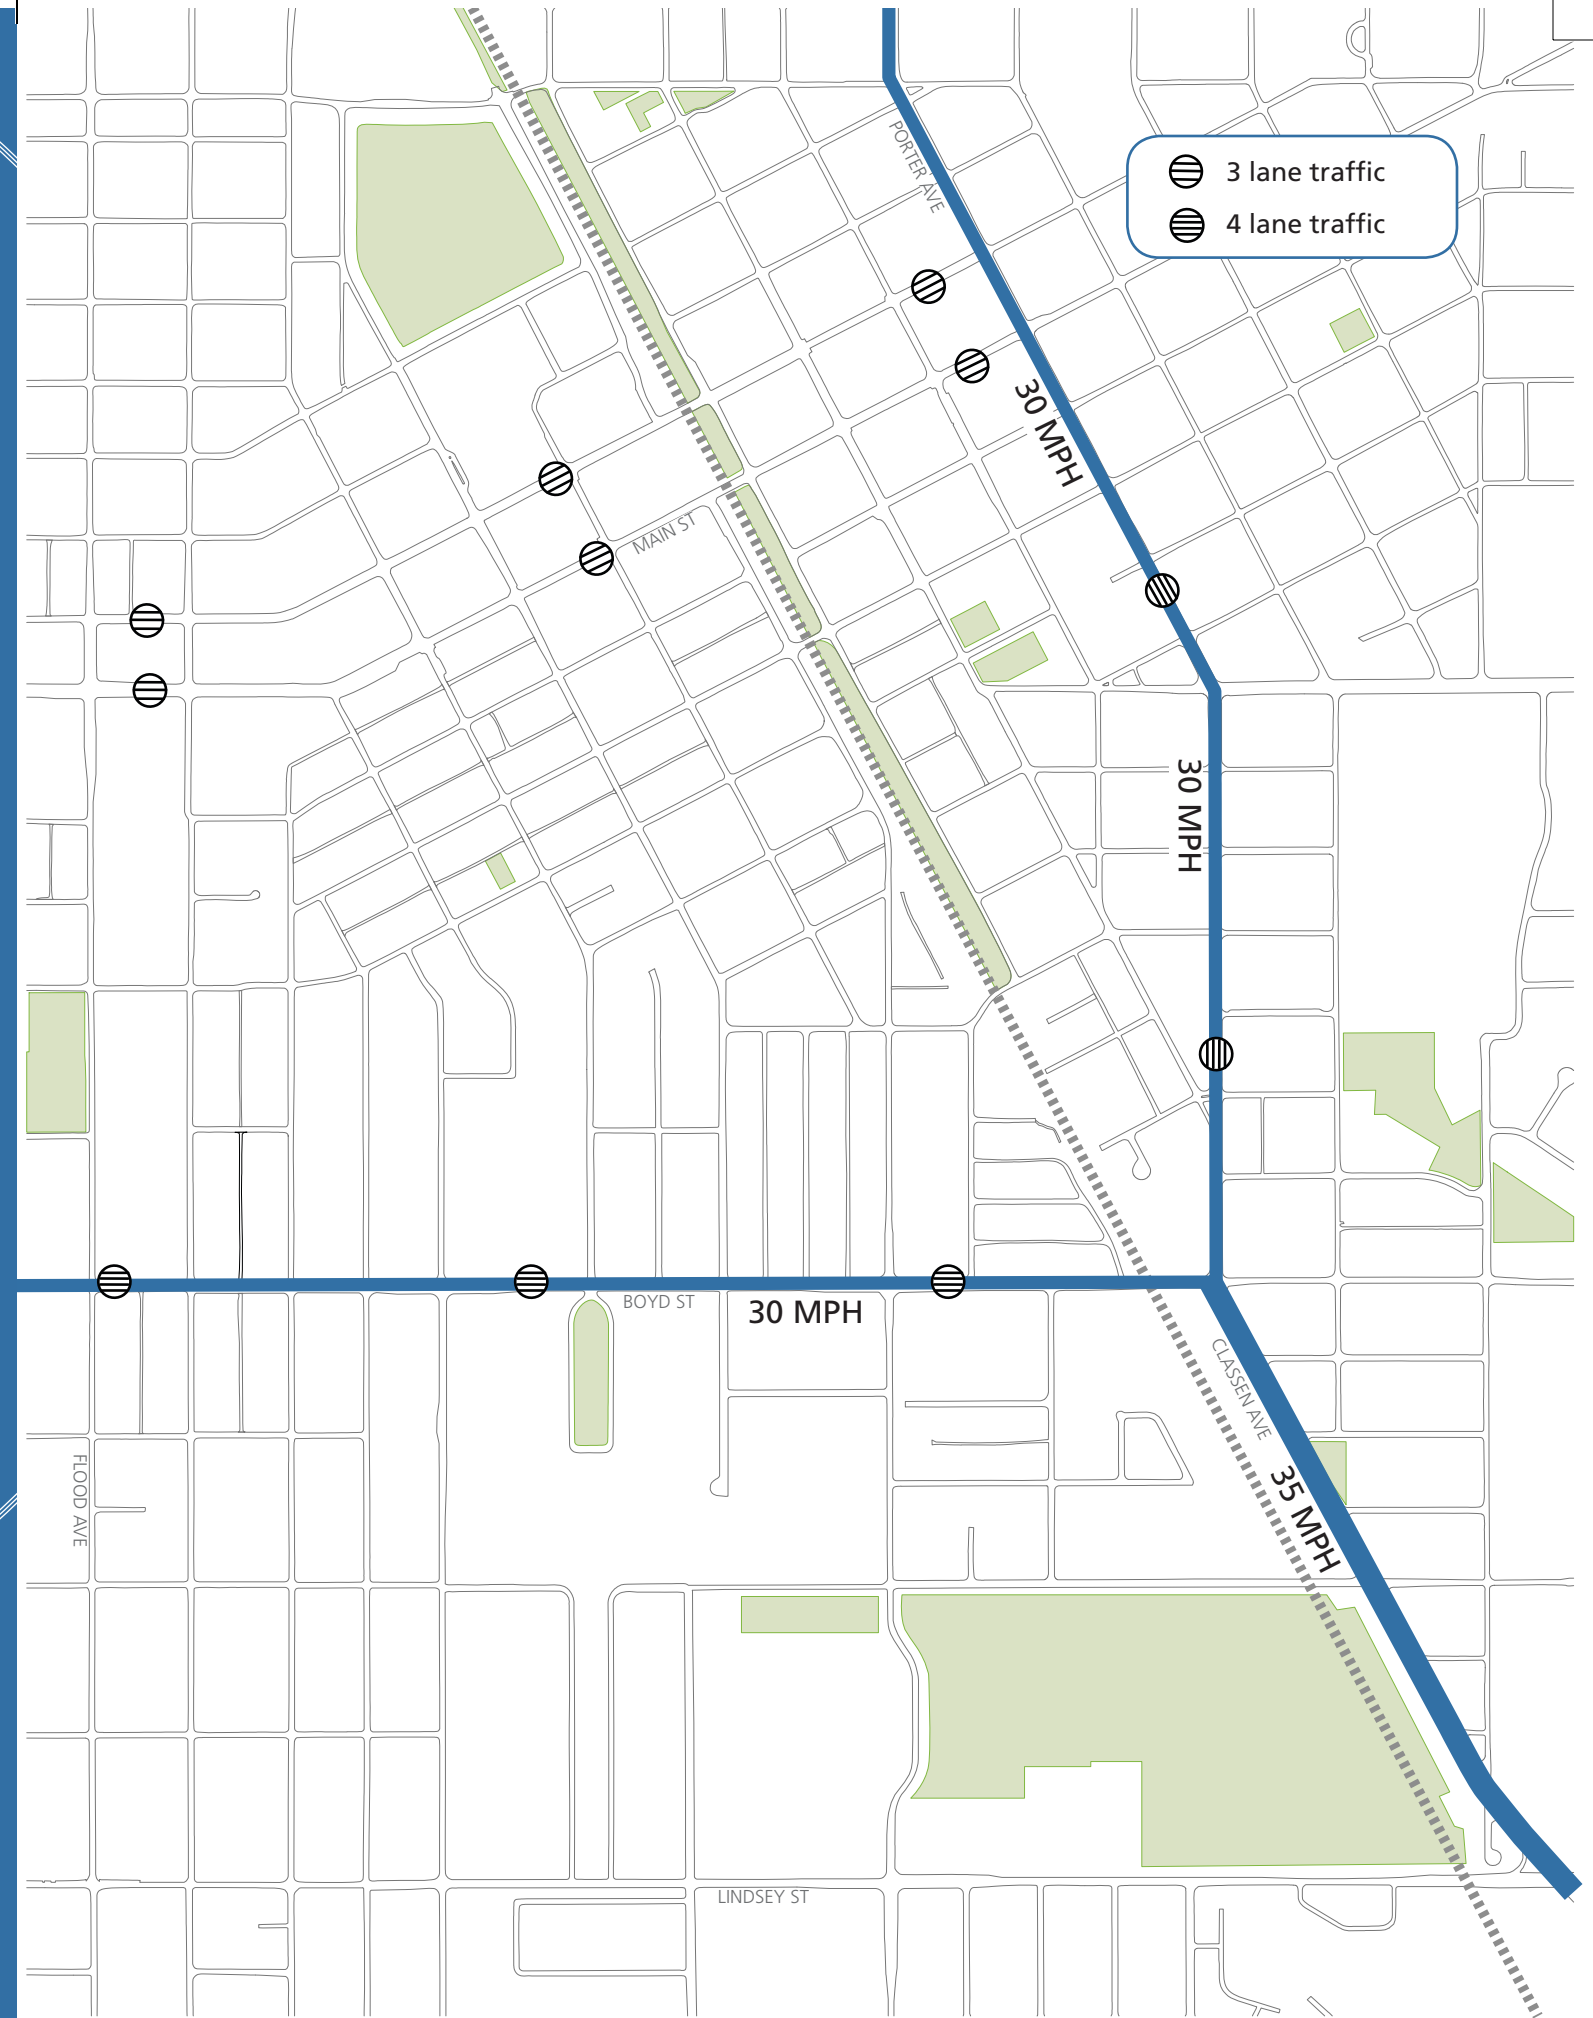 PORTER AVE
3 lane traffic
4 lane traffic
30 MPH
MAIN ST
30 MPH
BOYD ST
30 MPH
CLASSEN AVE
FLOOD AVE
35 MPH
LINDSEY ST